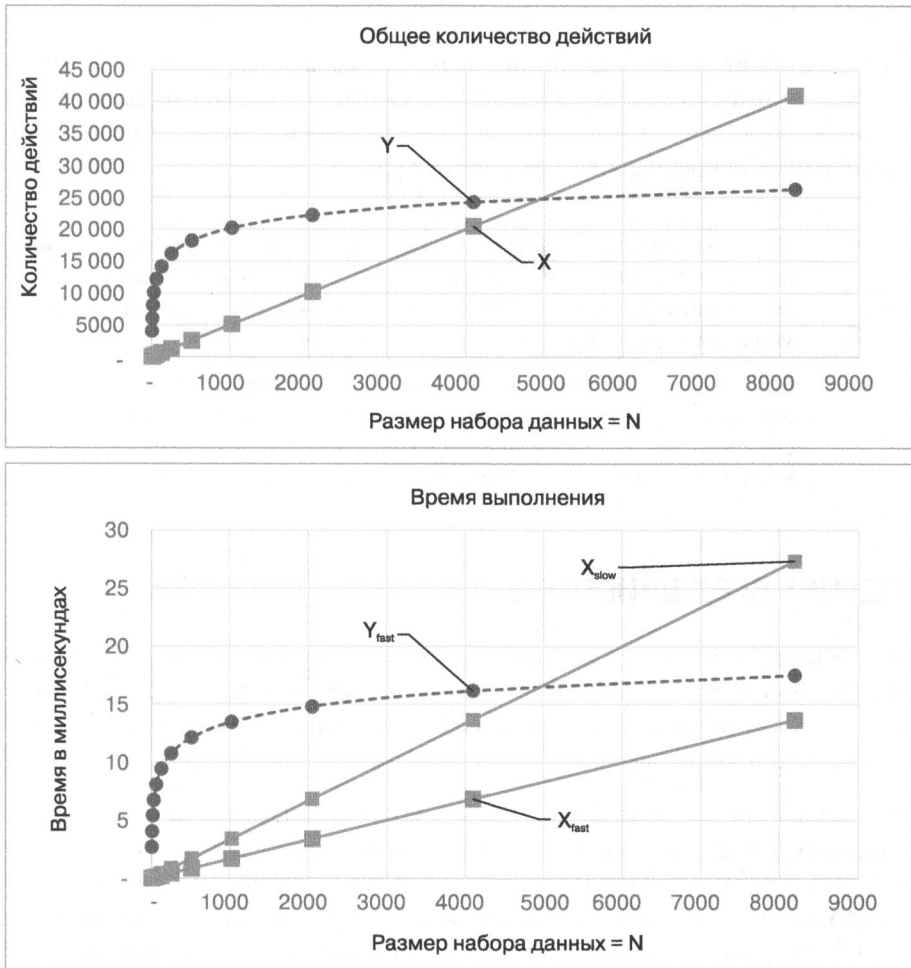 Общее количество действий
Количество действий
45 000
40 000
35 000
30 000
25 000
20 000
15 000
10 000
5000
-
Y
X
- 1000 2000 3000 4000 5000 6000 7000 8000 9000
Размер набора данных = N
Время выполнения
Время в миллисекундах
30
25
20
15
10
5
-
Xslow
Yfast
Xfast
- 1000 2000 3000 4000 5000 6000 7000 8000 9000
Размер набора данных = N